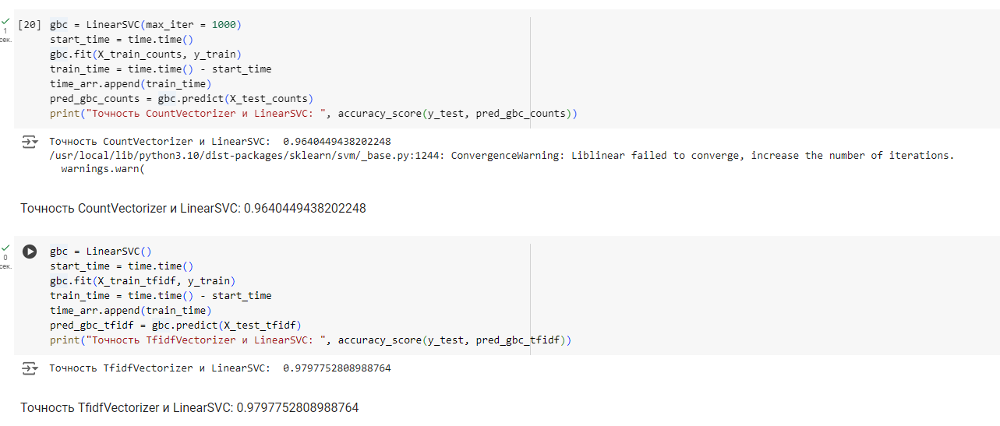 [20] gbc = LinearSVC(max_iter = 1000)
1
сек.
start_time = time.time()
gbc.fit(X_train_counts, y_train)
train_time = time.time() - start_time
time_arr.append(train_time)
pred_gbc_counts = gbc.predict(X_test_counts)
print("Точность CountVectorizer и LinearSVC: ", accuracy_score(y_test, pred_gbc_counts))
Точность CountVectorizer и LinearSVC:  0.9640449438202248
/usr/local/lib/python3.10/dist-packages/sklearn/svm/_base.py:1244: ConvergenceWarning: Liblinear failed to converge, increase the number of iterations.
  warnings.warn(
Точность CountVectorizer и LinearSVC: 0.9640449438202248
gbc = LinearSVC()
0
сек.
start_time = time.time()
gbc.fit(X_train_tfidf, y_train)
train_time = time.time() - start_time
time_arr.append(train_time)
pred_gbc_tfidf = gbc.predict(X_test_tfidf)
print("Точность TfidfVectorizer и LinearSVC: ", accuracy_score(y_test, pred_gbc_tfidf))
Точность TfidfVectorizer и LinearSVC:  0.9797752808988764
Точность TfidfVectorizer и LinearSVC: 0.9797752808988764